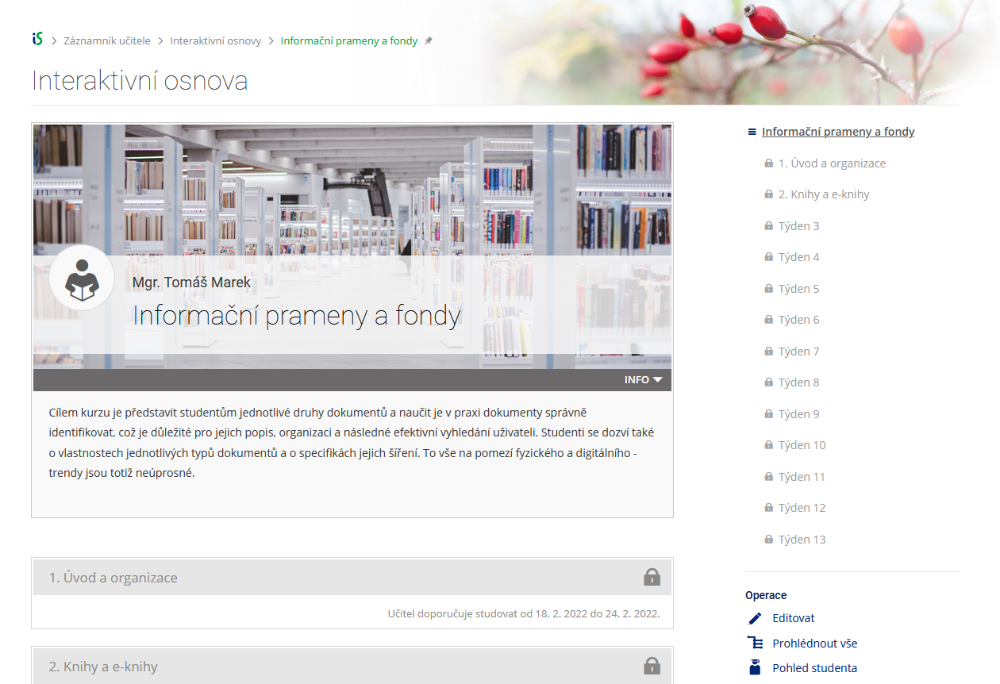 iS > Záznamník učitele > Interaktivní osnovy > Informační prameny a fondy
Interaktivní osnova
Mgr. Tomáš Marek
Informační prameny a fondy
INFO
Cílem kurzu je představit studentům jednotlivé druhy dokumentů a naučit je v praxi dokumenty správně
identifikovat, což je důležité pro jejich popis, organizaci a následné efektivní vyhledání uživateli. Studenti se dozví také
o vlastnostech jednotlivých typů dokumentů a o specifikách jejich šíření. To vše na pomezí fyzického a digitálního -
trendy jsou totiž neúprosné.
1. Úvod a organizace
Učitel doporučuje studovat od 18. 2. 2022 do 24. 2. 2022.
2. Knihy a e-knihy
Informační prameny a fondy
1. Úvod a organizace
2. Knihy a e-knihy
Týden 3
Týden 4
Týden 5
Týden 6
Týden 7
Týden 8
Týden 9
Týden 10
Týden 11
Týden 12
Týden 13
Operace
Editovat
Prohlédnout vše
Pohled studenta